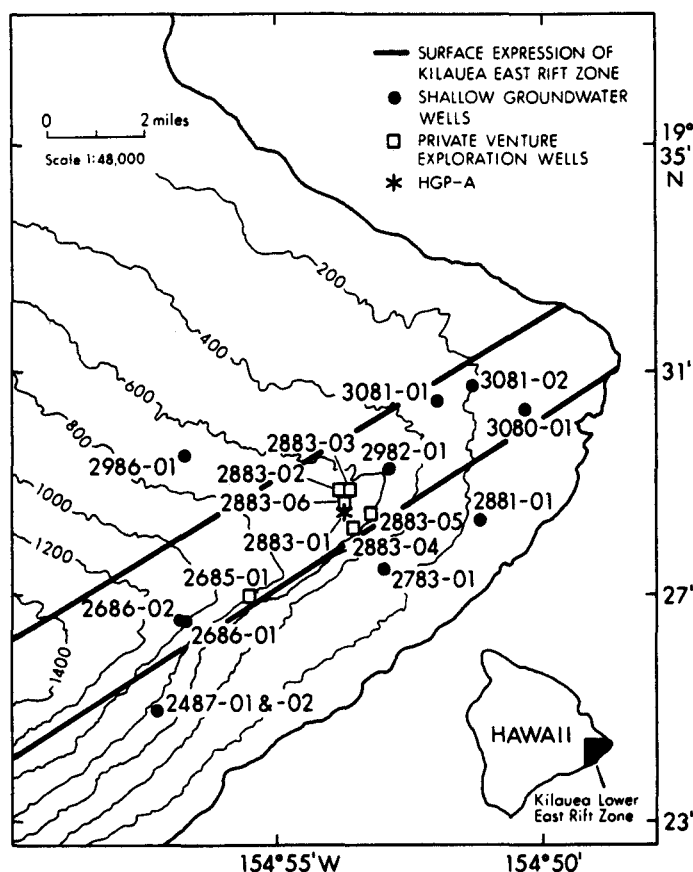 SURFACE EXPRESSION OF
KILAUEA EAST RIFT ZONE
SHALLOW GROUNDWATER
WELLS
PRIVATE VENTURE
EXPLORATION WELLS
HGP-A
0 2 miles
Scale 1:48,000
19°
35'
N
200
400
600
800
1000
1200
1400
31'
3081-01
3081-02
3080-01
2883-03
2982-01
2986-01
2883-02
2883-06
2881-01
2883-05
2883-01
2883-04
2685-01
2783-01
27'
2686-02
2686-01
2487-01 & -02
HAWAII
Kilauea Lower
East Rift Zone
23'
154°55'W
154°50'